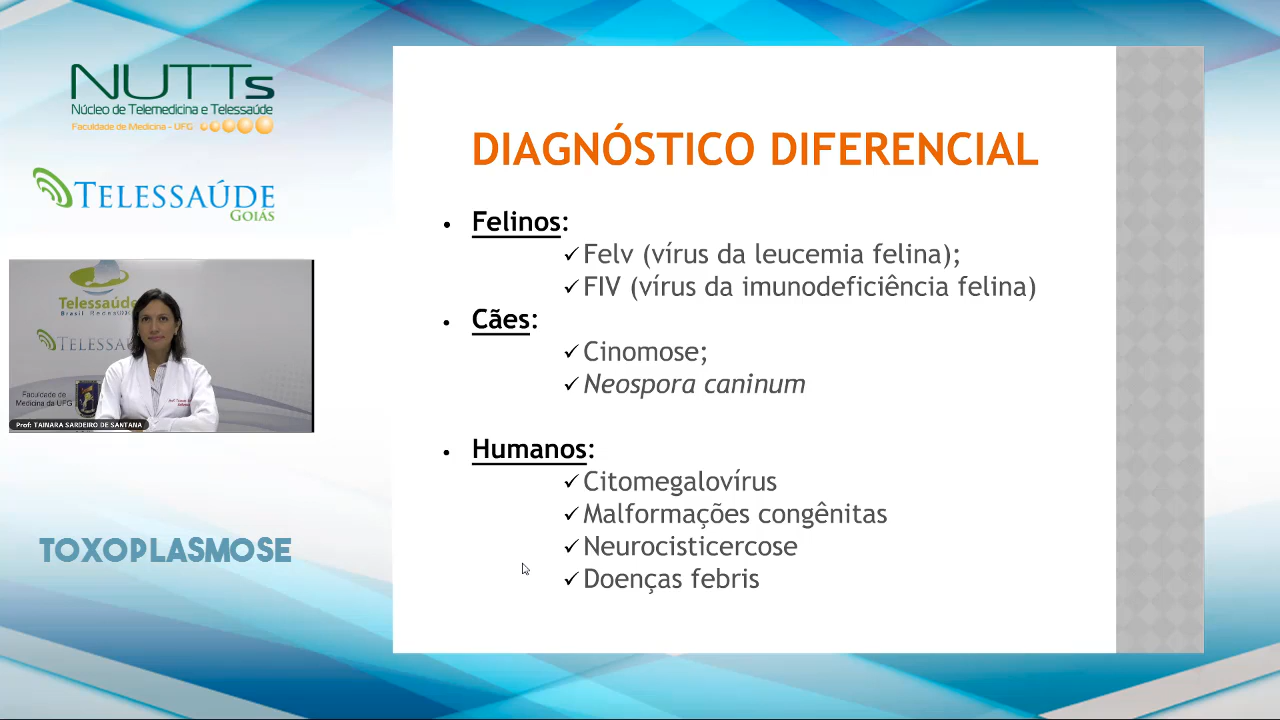 NUTTs
Núcleo de Telemedicina e Telessaúde
Faculdade de Medicina - UFG
TELESSAÚDE
GOIÁS
Telessaúde
TELESSA
Faculdade de
Medicina da UFG
Prof: TAINARA SARDEIRO DE SANTANA
TOXOPLASMOSE
DIAGNÓSTICO DIFERENCIAL
• Felinos:
✓Felv (vírus da leucemia felina);
✓FIV (vírus da imunodeficiência felina)
• Cães:
✓Cinomose;
✓Neospora caninum
• Humanos:
✓Citomegalovírus
✓Malformações congênitas
✓Neurocisticercose
✓Doenças febris